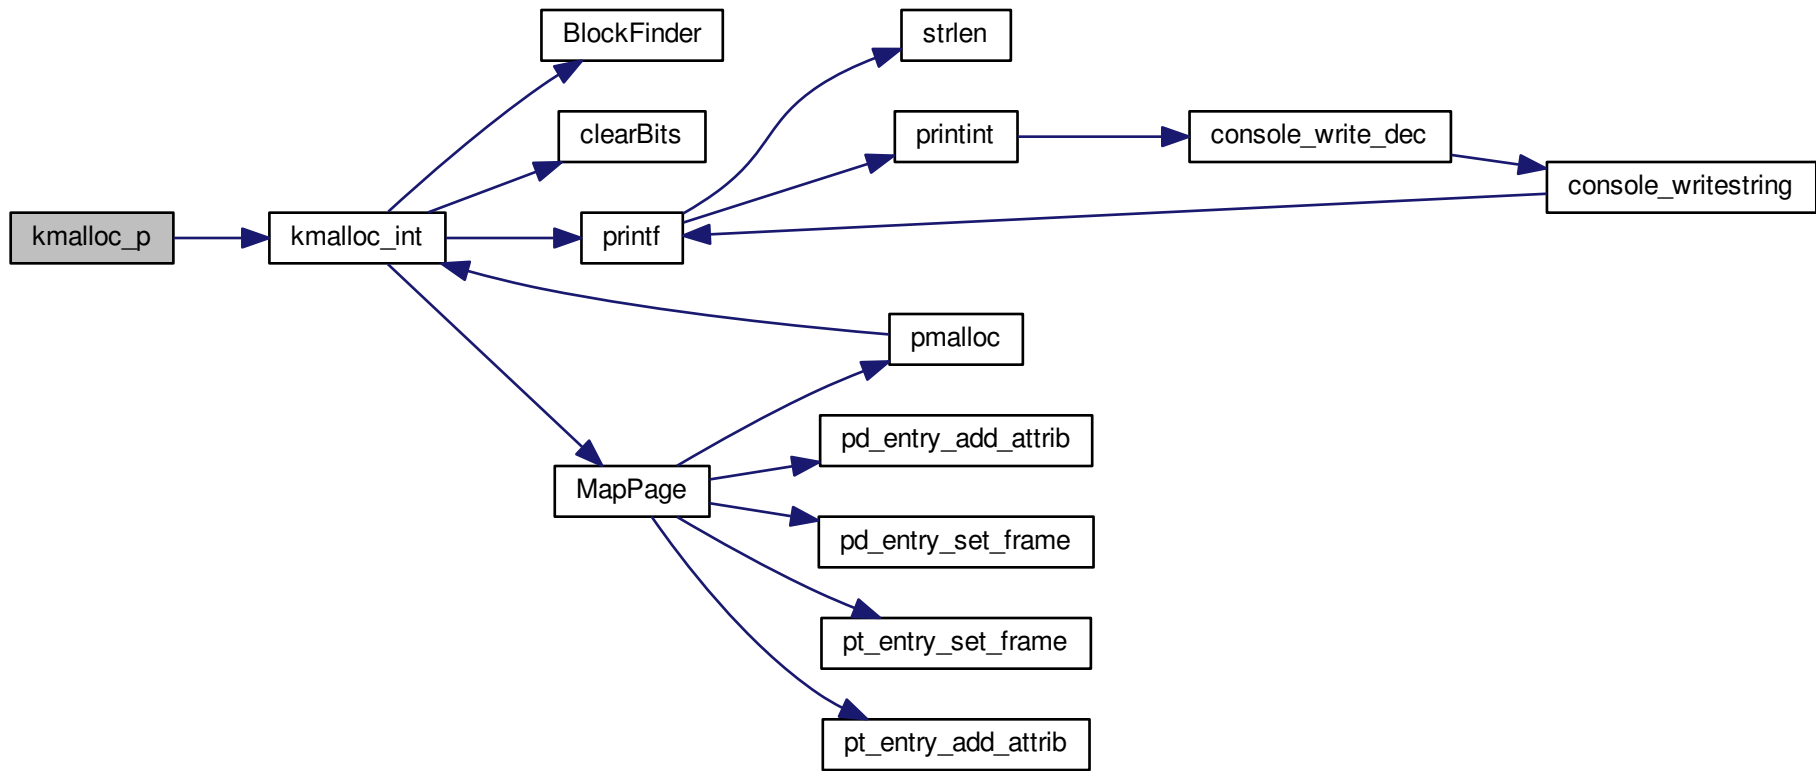 BlockFinder
strlen
clearBits
printint
console_write_dec
console_writestring
kmalloc_p
kmalloc_int
printf
pmalloc
pd_entry_add_attrib
MapPage
pd_entry_set_frame
pt_entry_set_frame
pt_entry_add_attrib